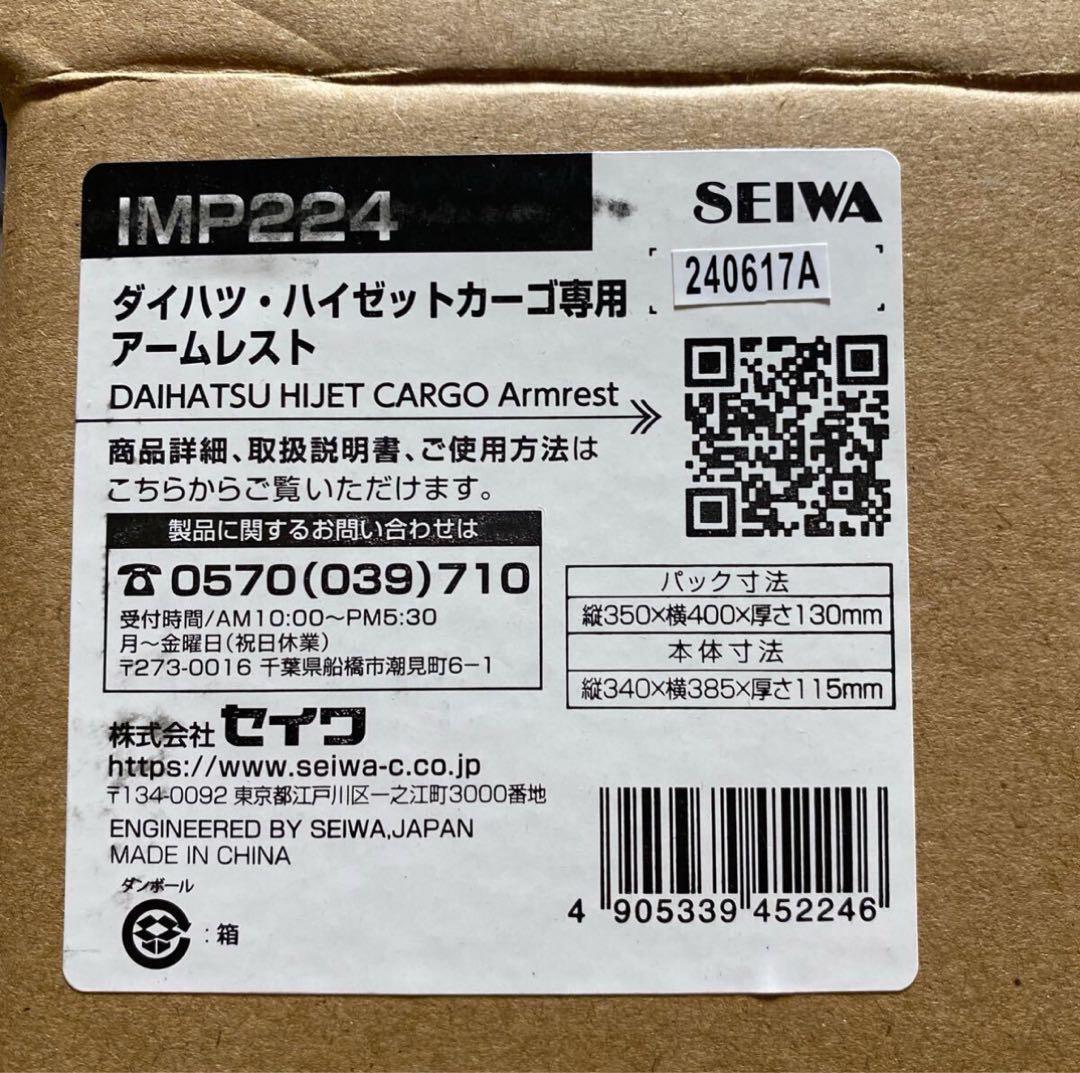 IMP224
SEIWA
240617A
ダイハツ・ハイゼットカーゴ専用
アームレスト
DAIHATSU HIJET CARGO Armrest
商品詳細、取扱説明書、ご使用方法は
こちらからご覧いただけます。
製品に関するお問い合わせは
☎0570(039)710
受付時間/AM10:00～PM5:30
月～金曜日(祝日休業)
〒273-0016 千葉県船橋市潮見町6-1
パック寸法
縦350×横400×厚さ130mm
本体寸法
縦340×横385×厚さ115mm
株式会社セイワ
https://www.seiwa-c.co.jp
〒134-0092 東京都江戸川区一之江町3000番地
ENGINEERED BY SEIWA,JAPAN
MADE IN CHINA
ダンボール
:箱
4 905339 452246